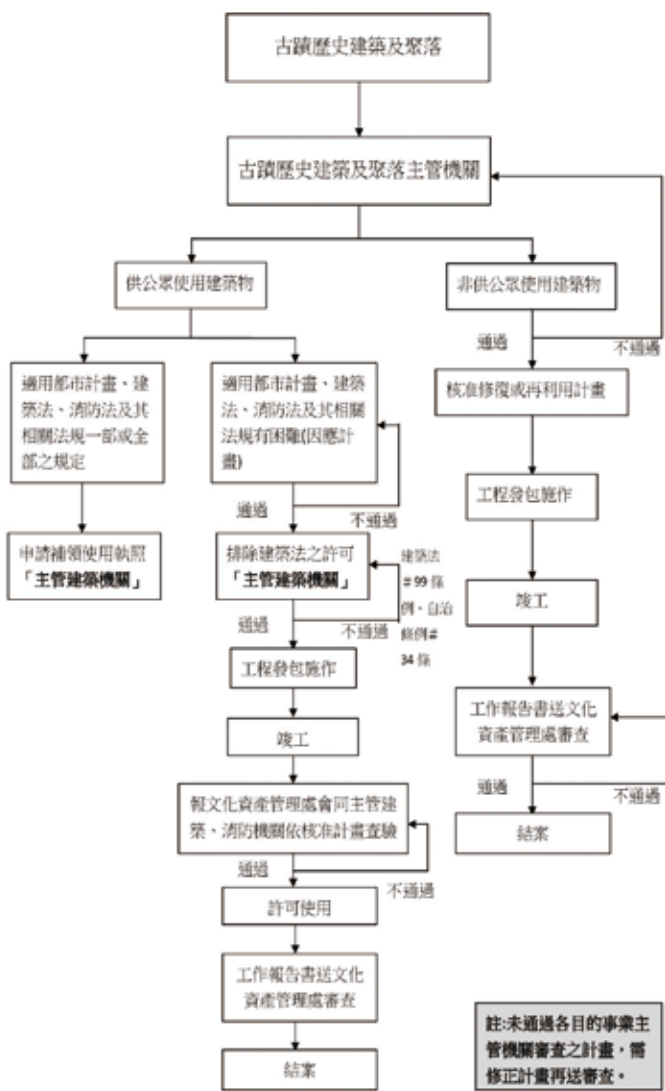 古蹟歷史建築及聚落
古蹟歷史建築及聚落主管機關
供公眾使用建築物
非供公眾使用建築物
通過
不通過
適用都市計畫、建
築法、消防法及其
相關法規一部或全
部之規定
適用都市計畫、建築
法、消防法及其相關
法規有困難(因應計
畫)
核准修復或再利用計畫
通過
不通過
工程發包施作
申請補領使用執照
「主管建築機關」
排除建築法之許可
「主管建築機關」
建築法
#99 條
例、自治
條例#
34 條
通過
不通過
竣工
工程發包施作
工作報告書送文化
資產管理處審查
竣工
通過
不通過
報文化資產管理處會同主管建
築、消防機關依核准計畫查驗
結案
通過
不通過
許可使用
工作報告書送文化
資產管理處審查
結案
註:未通過各目的事業主
管機關審查之計畫，需
修正計畫再送審查。